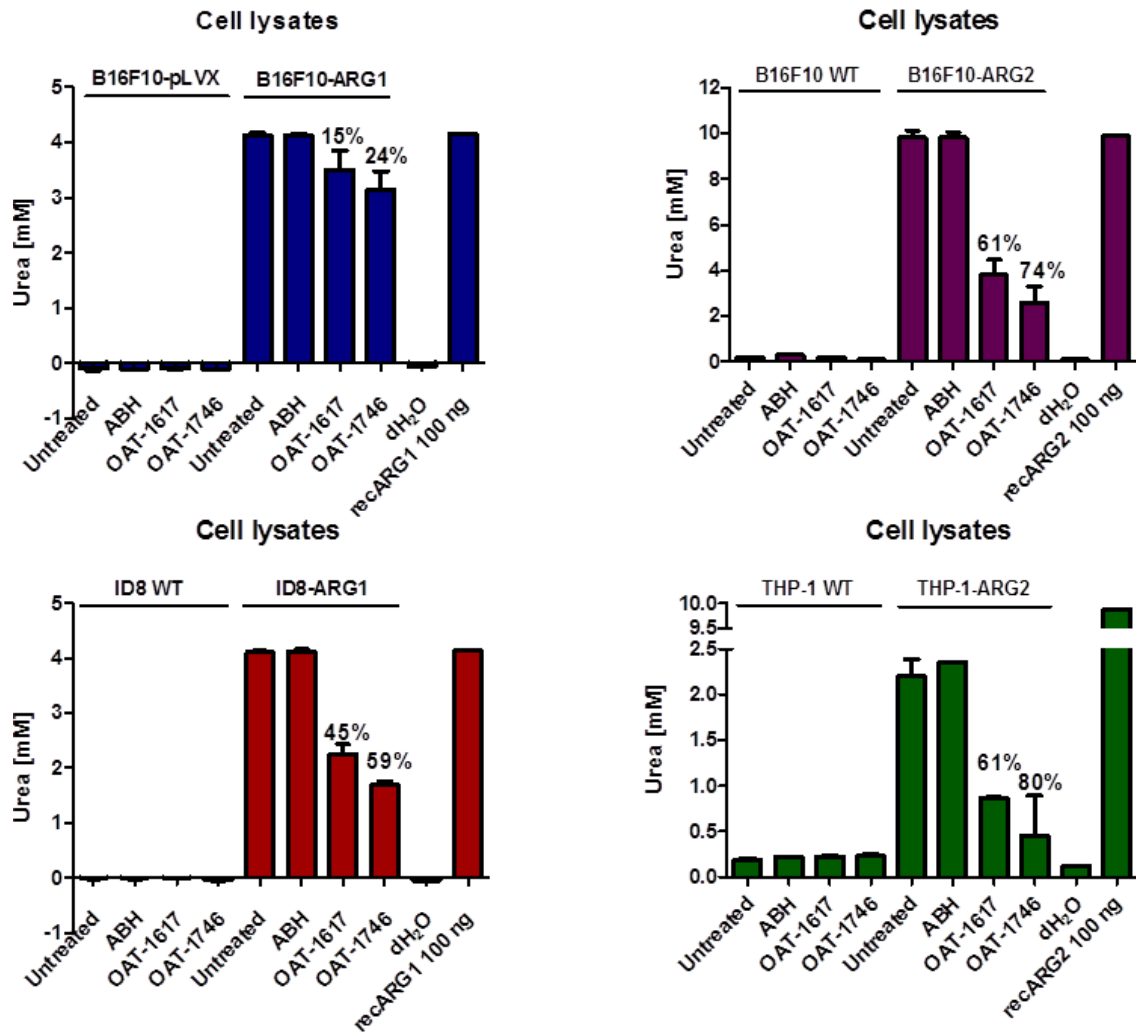 Cell lysates
B16F10-pLVX B16F10-ARG1
Urea [mM]
5
4
3
2
1
0
-1
15%
24%
Untreated
ABH
OAT-1617
OAT-1746
Untreated
ABH
OAT-1617
OAT-1746
dH₂O
recARG1 100 ng
Cell lysates
B16F10 WT B16F10-ARG2
Urea [mM]
12
10
8
6
4
2
0
61%
74%
Untreated
ABH
OAT-1617
OAT-1746
Untreated
ABH
OAT-1617
OAT-1746
dH₂O
recARG2 100 ng
Cell lysates
ID8 WT ID8-ARG1
Urea [mM]
5
4
3
2
1
0
-1
45%
59%
Untreated
ABH
OAT-1617
OAT-1746
Untreated
ABH
OAT-1617
OAT-1746
dH₂O
recARG1 100 ng
Cell lysates
THP-1 WT THP-1-ARG2
Urea [mM]
10.0
9.5
2.5
2.0
1.5
1.0
0.5
0.0
61%
80%
Untreated
ABH
OAT-1617
OAT-1746
Untreated
ABH
OAT-1617
OAT-1746
dH₂O
recARG2 100 ng